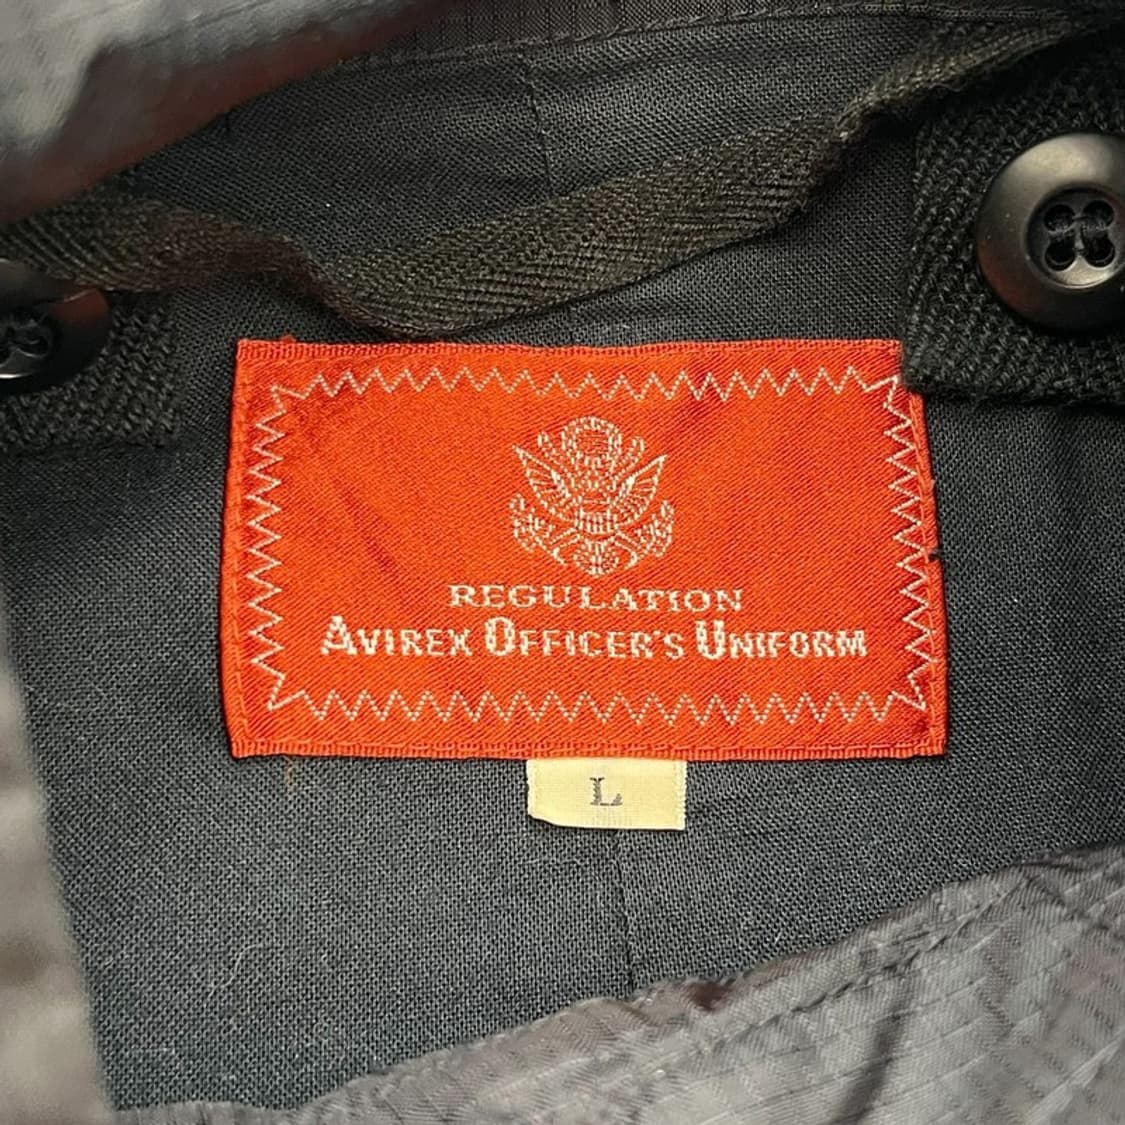 REGULATION
AVIREX OFFICER'S UNIFORM
L